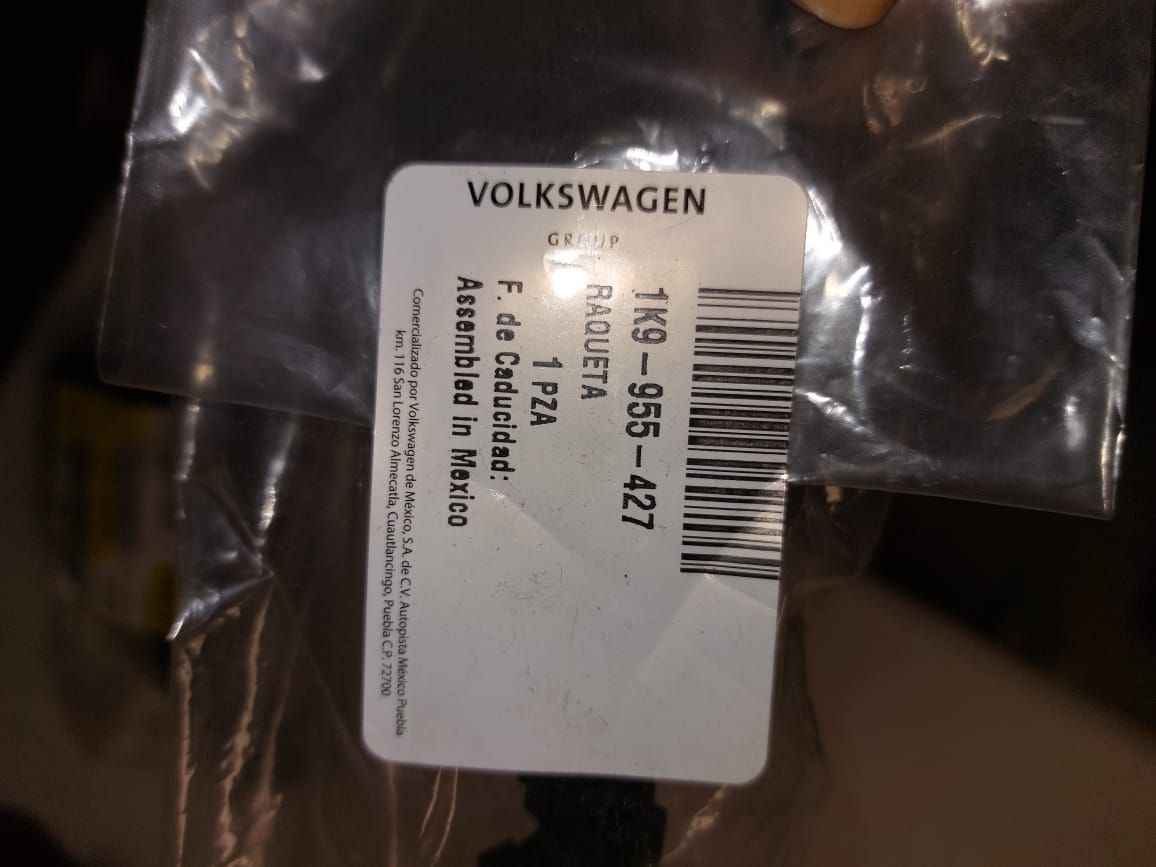 VOLKSWAGEN
GROUP
1K9-955-427
RAQUETA
1 PZA
F. de Caducidad:
Assembled in Mexico
Comercializado por Volkswagen de México, S.A. de C.V. Autopista México Puebla
km. 116 San Lorenzo Almecatla, Cuautlancingo, Puebla C.P. 72700